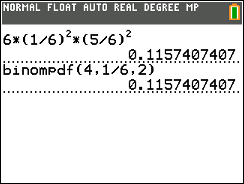 NORMAL FLOAT AUTO REAL DEGREE MP
6*(1/6)²*(5/6)²
0.1157407407
binompdf(4,1/6,2)
0.1157407407